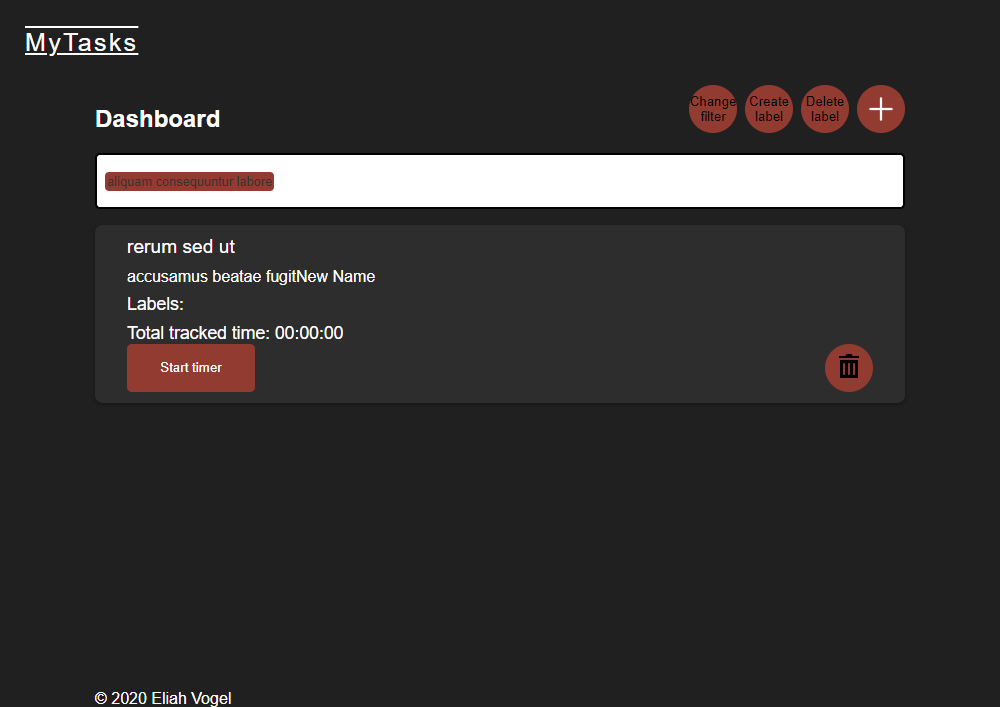 MyTasks
Dashboard
Change
filter
Create
label
Delete
label
aliquam consequuntur labore
rerum sed ut
accusamus beatae fugitNew Name
Labels:
Total tracked time: 00:00:00
Start timer
© 2020 Eliah Vogel